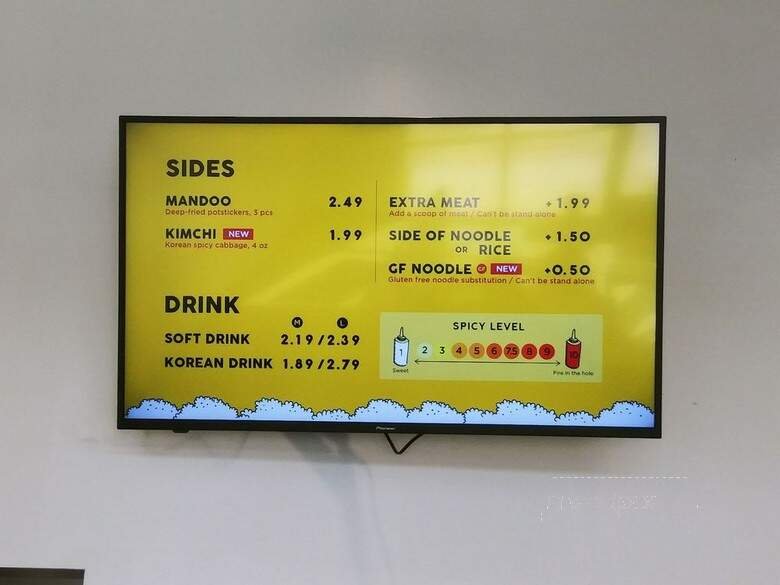 SIDES
MANDOO 2.49
Deep-fried potstickers, 3 pcs
KIMCHI NEW 1.99
Korean spicy cabbage, 4 oz
EXTRA MEAT +1.99
Add a scoop of meat / Can't be stand alone
SIDE OF NOODLE +1.50
OR RICE
GF NOODLE GF NEW +0.50
Gluten free noodle substitution / Can't be stand alone
DRINK
M L
SOFT DRINK 2.19/2.39
KOREAN DRINK 1.89/2.79
SPICY LEVEL
1 2 3 4 5 6 7.5 8 9 10
Sweet Fire in the hole
Pioneer